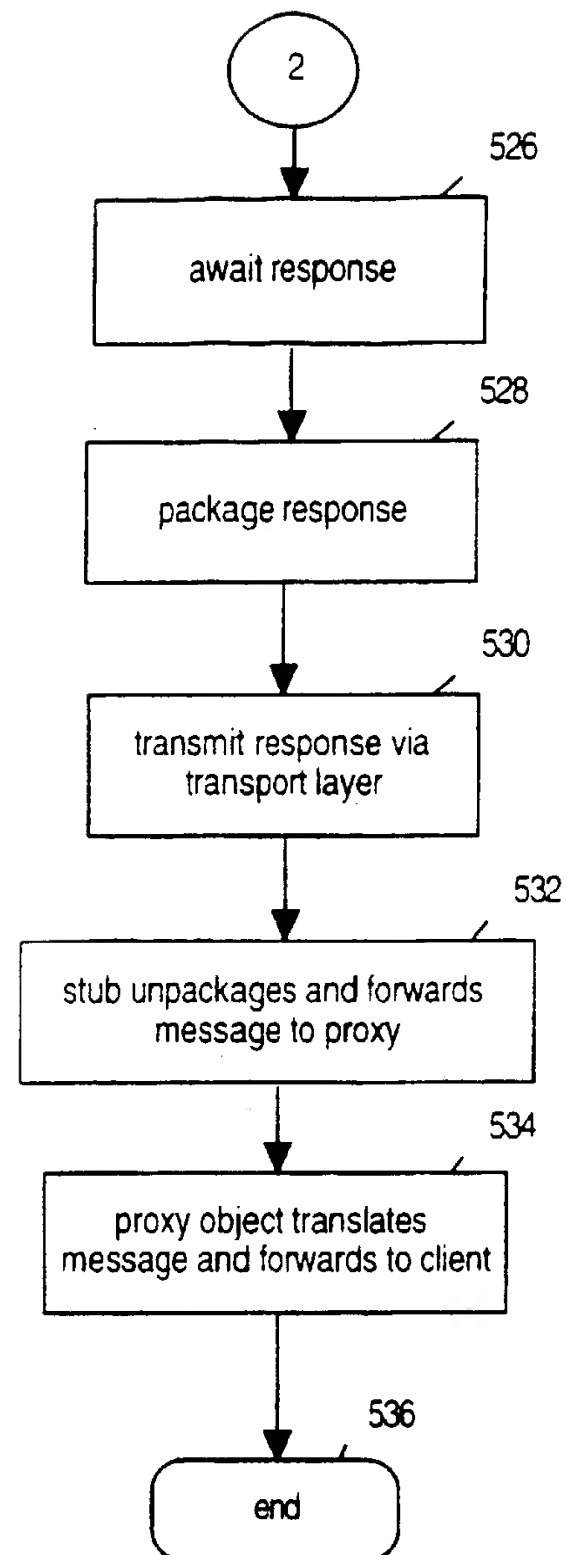 2
526
await response
528
package response
530
transmit response via
transport layer
532
stub unpackages and forwards
message to proxy
534
proxy object translates
message and forwards to client
536
end